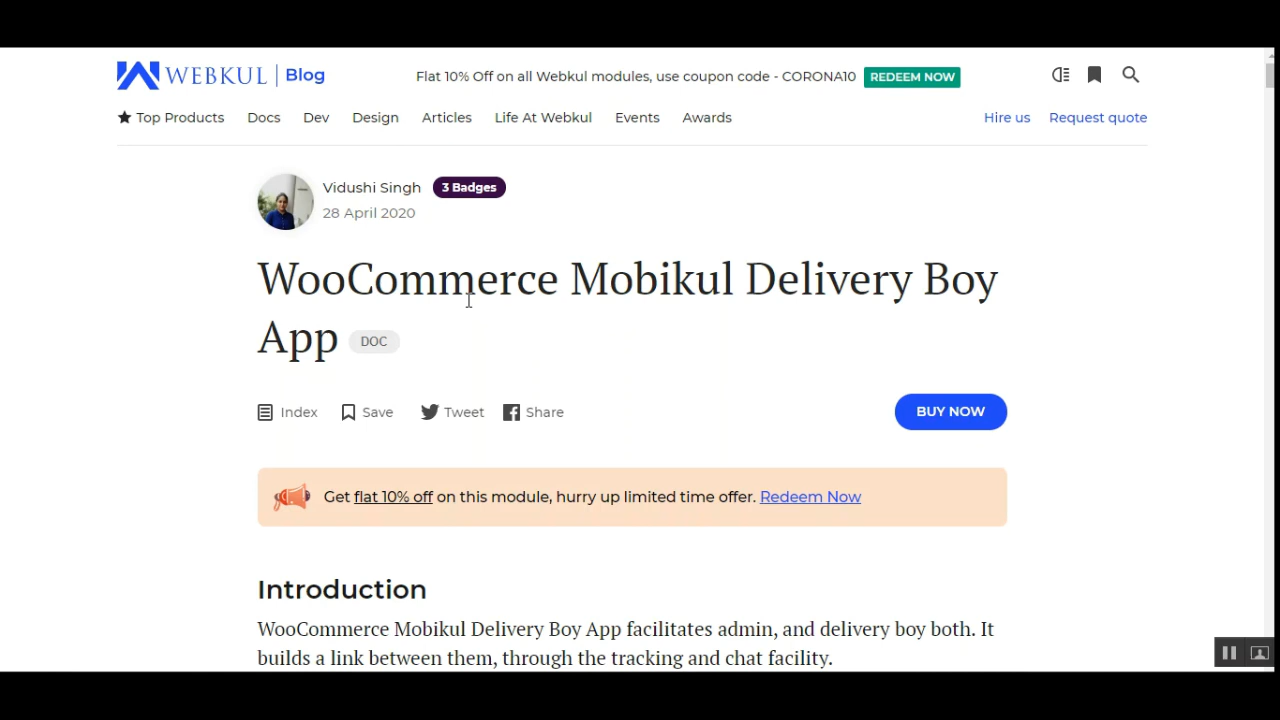 WEBKUL | Blog
Flat 10% Off on all Webkul modules, use coupon code - CORONA10 REDEEM NOW
Top Products Docs Dev Design Articles Life At Webkul Events Awards Hire us Request quote
Vidushi Singh 3 Badges
28 April 2020
WooCommerce Mobikul Delivery Boy
App DOC
Index Save Tweet Share BUY NOW
Get flat 10% off on this module, hurry up limited time offer. Redeem Now
Introduction
WooCommerce Mobikul Delivery Boy App facilitates admin, and delivery boy both. It
builds a link between them, through the tracking and chat facility.